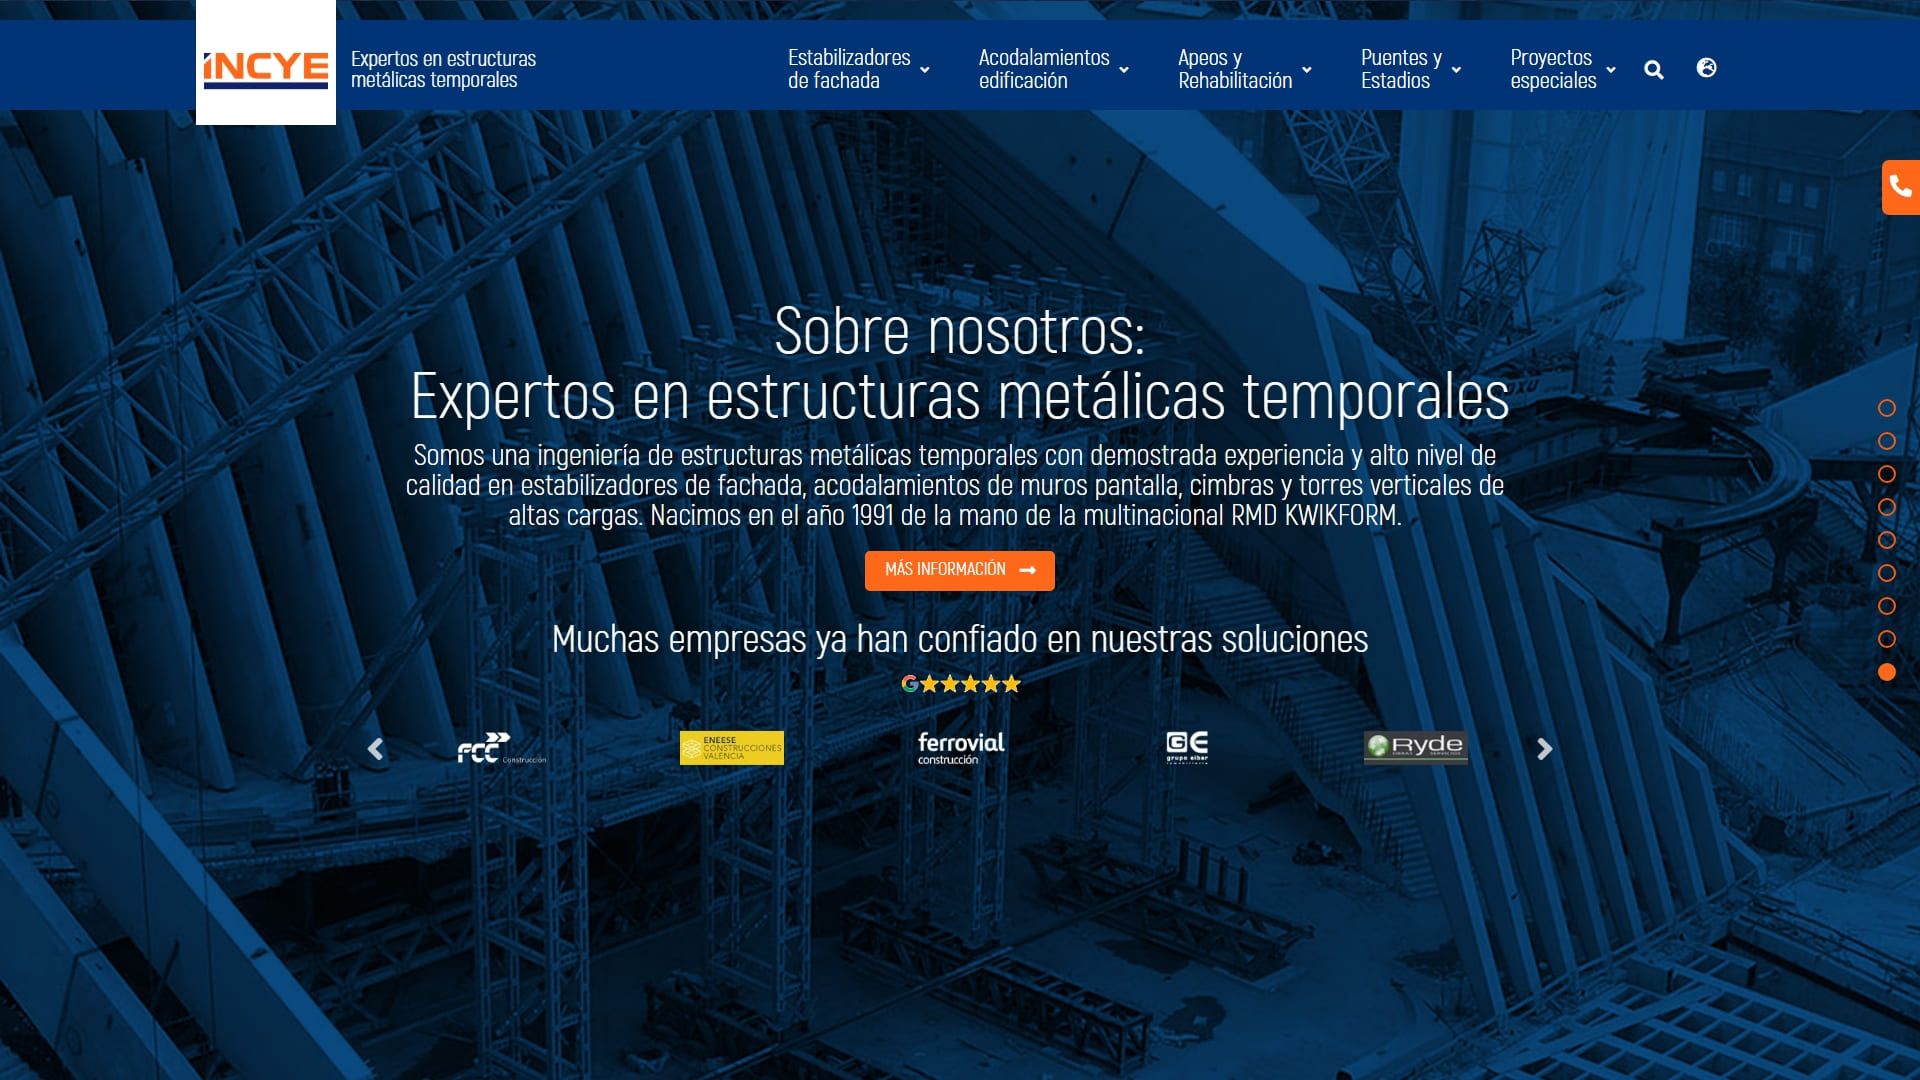 INCYE
Expertos en estructuras
metálicas temporales
Estabilizadores
de fachada
Acodalamientos
edificación
Apeos y
Rehabilitación
Puentes y
Estadios
Proyectos
especiales
Sobre nosotros:
Expertos en estructuras metálicas temporales
Somos una ingeniería de estructuras metálicas temporales con demostrada experiencia y alto nivel de
calidad en estabilizadores de fachada, acodalamientos de muros pantalla, cimbras y torres verticales de
altas cargas. Nacimos en el año 1991 de la mano de la multinacional RMD KWIKFORM.
MÁS INFORMACIÓN
Muchas empresas ya han confiado en nuestras soluciones
G
FCC
Construcción
ENEESE
CONSTRUCCIONES
VALENCIA
ferrovial
construcción
GE
grupo eiber
Ryde